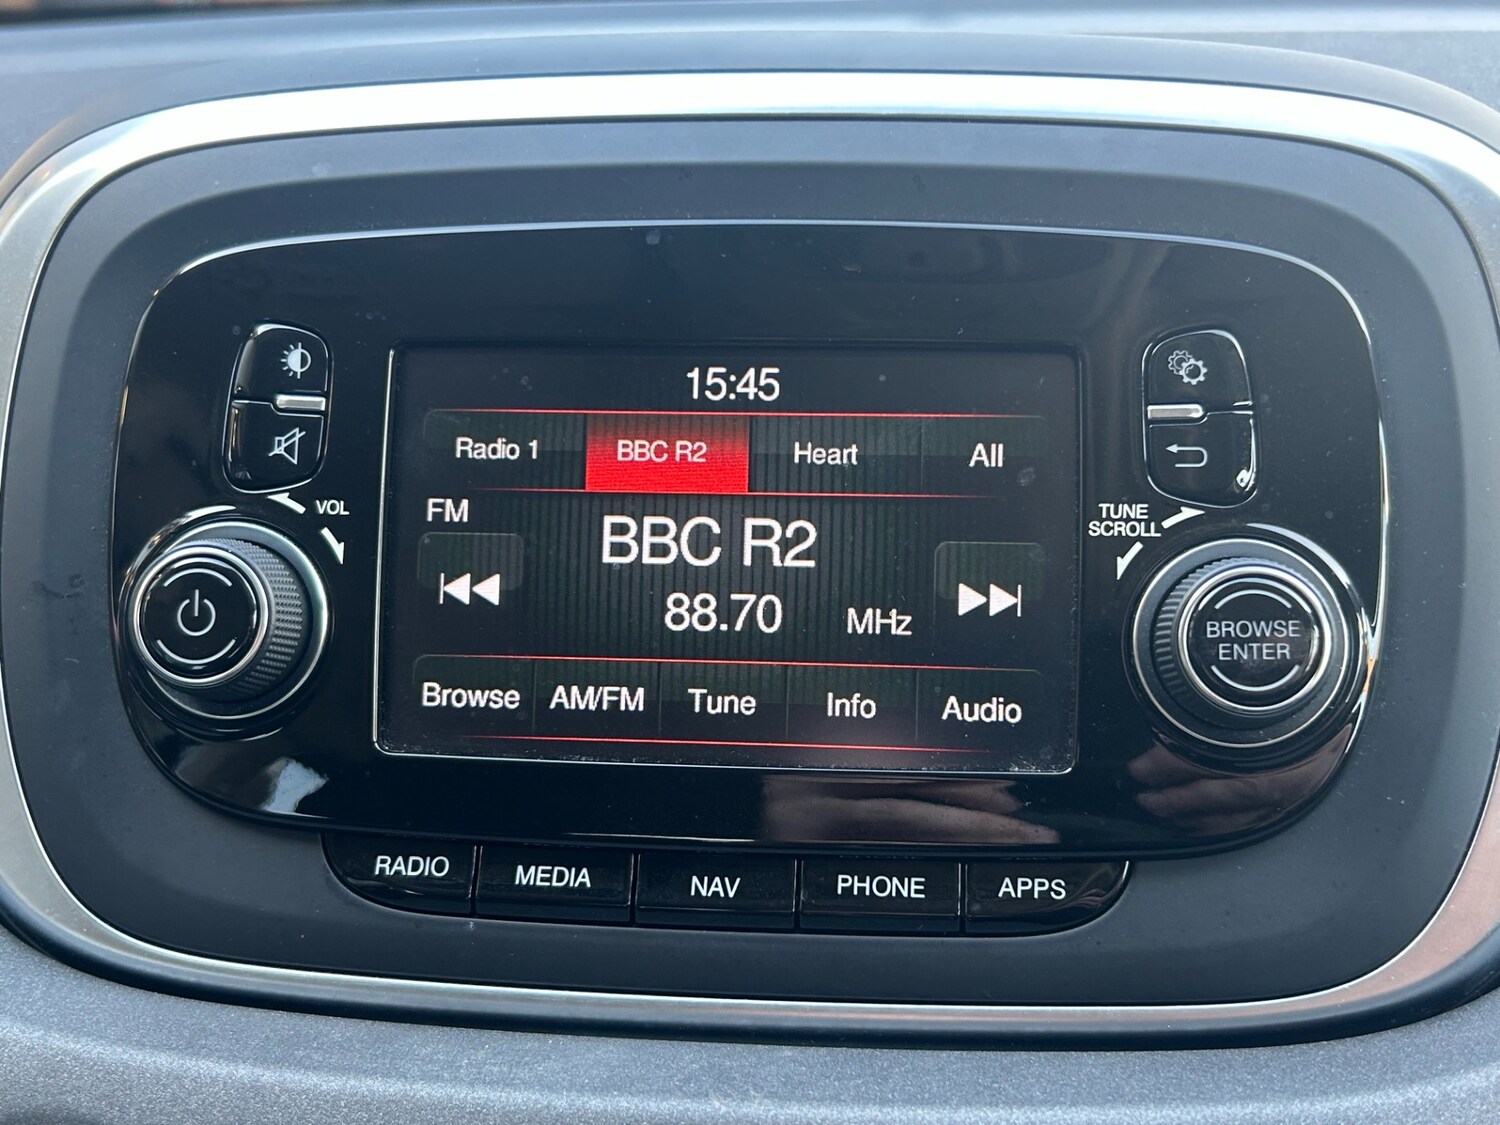 15:45
Radio 1 BBC R2 Heart All
FM
BBC R2
88.70 MHz
Browse AM/FM Tune Info Audio
VOL
TUNE
SCROLL
BROWSE
ENTER
RADIO MEDIA NAV PHONE APPS